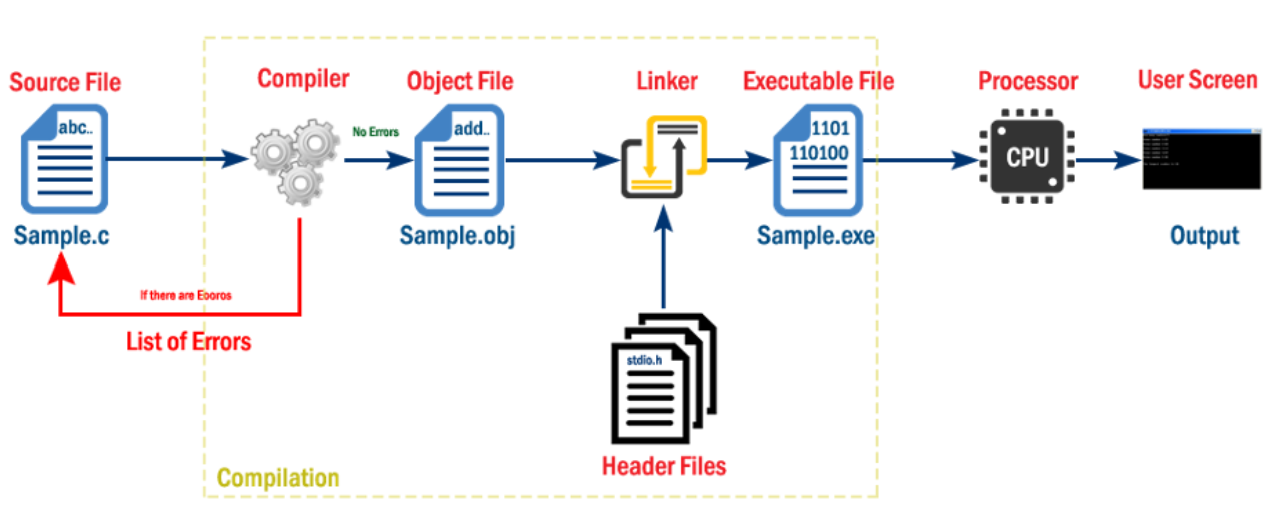 Source File
Compiler
Object File
Linker
Executable File
Processor
User Screen
abc..
No Errors
add..
1101
110100
CPU
Sample.c
Sample.obj
Sample.exe
Output
If there are Eooros
List of Errors
stdio.h
Header Files
Compilation